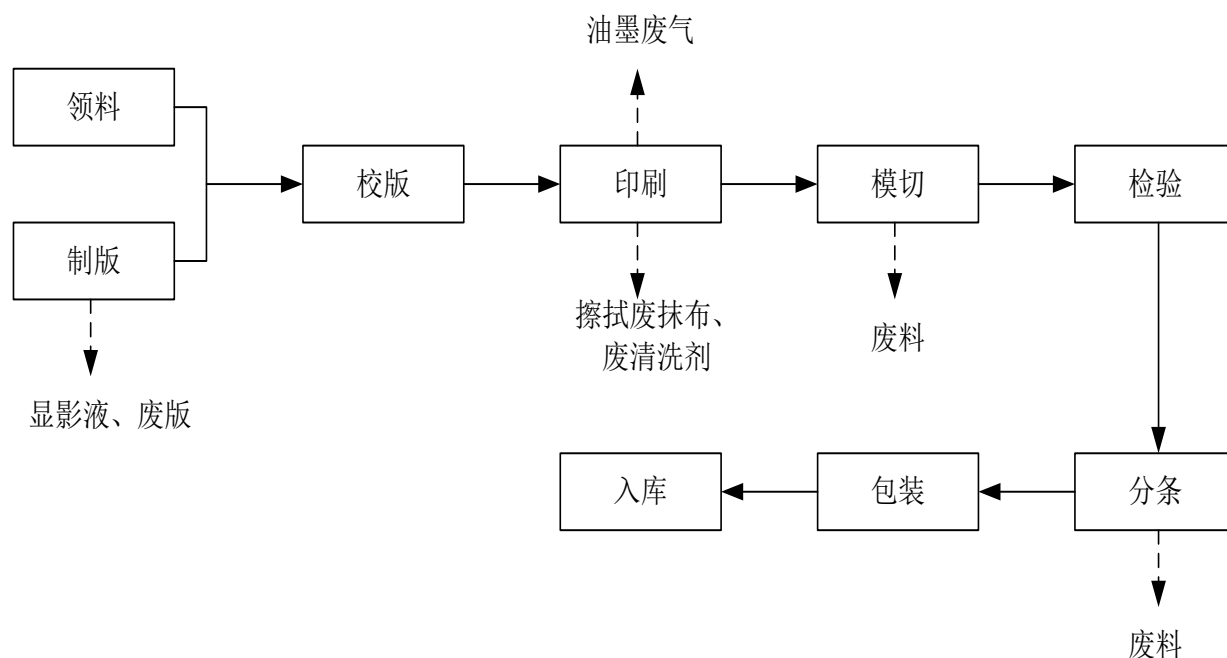 油墨废气
领料
校版
印刷
模切
检验
制版
擦拭废抹布、
废清洗剂
废料
显影液、废版
入库
包装
分条
废料